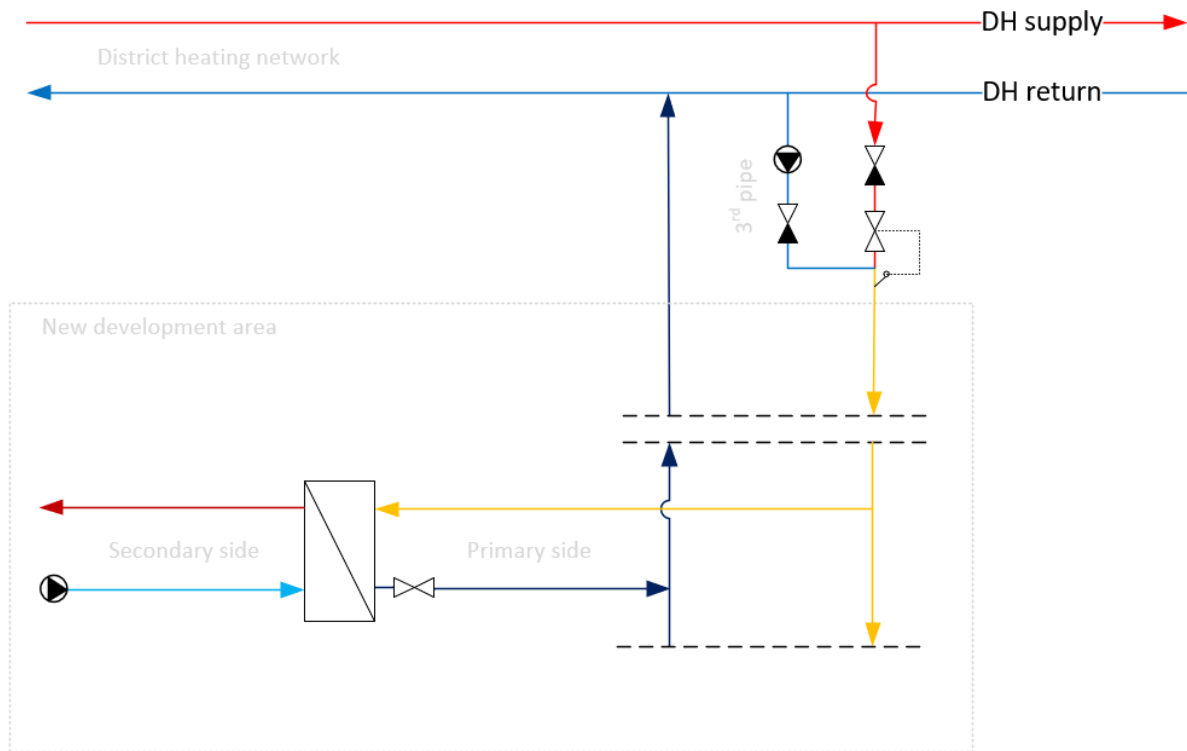 DH supply
District heating network
DH return
3rd pipe
New development area
Secondary side
Primary side